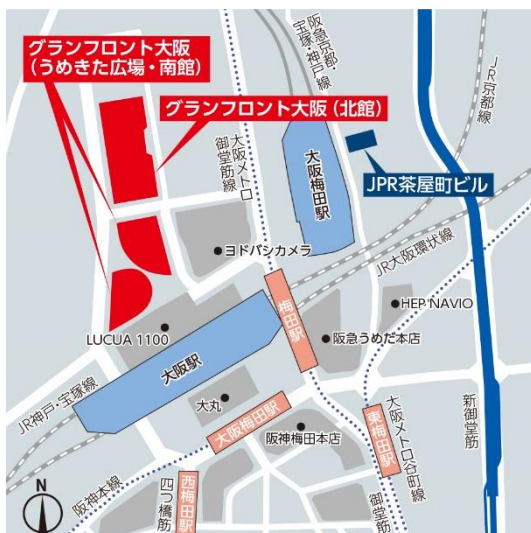 グランフロント大阪
(うめきた広場・南館)
グランフロント大阪(北館)
大阪メトロ
御堂筋線
阪急京都・
宝塚・神戸線
JR京都線
大阪梅田駅
JPR茶屋町ビル
ヨドバシカメラ
JR大阪環状線
梅田駅
HEP NAVIO
LUCUA 1100
阪急うめだ本店
大阪駅
JR神戸・宝塚線
大丸
大阪梅田駅
阪神梅田本店
東梅田駅
大阪メトロ谷町線
新御堂筋
N
阪神本線
西梅田駅
四つ橋筋
御堂筋